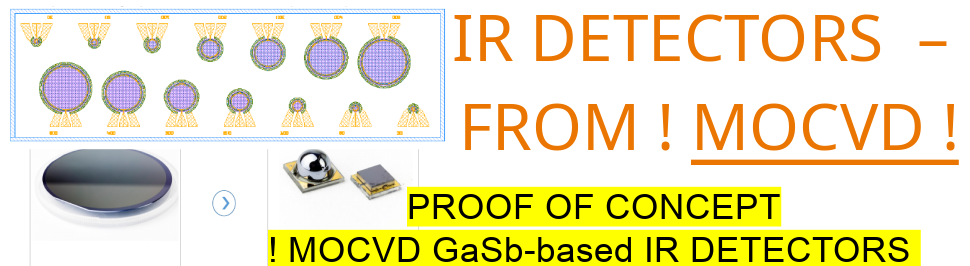 IR DETECTORS –
FROM ! MOCVD !
PROOF OF CONCEPT
! MOCVD GaSb-based IR DETECTORS